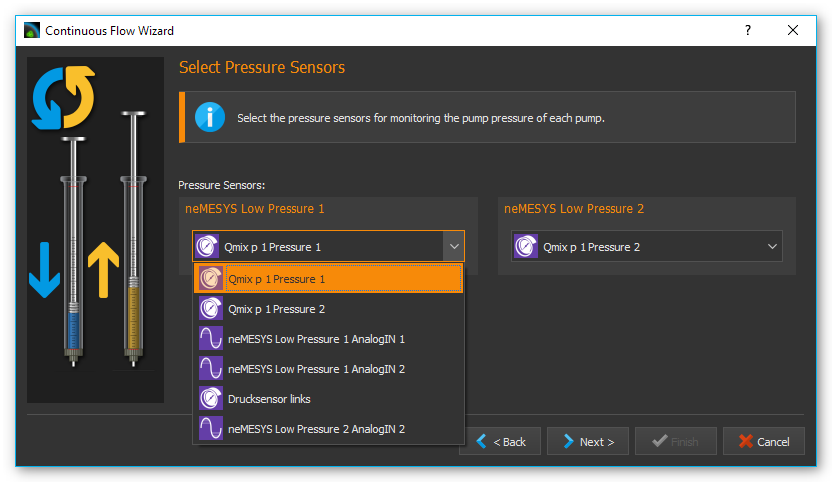 Continuous Flow Wizard
?
Select Pressure Sensors
Select the pressure sensors for monitoring the pump pressure of each pump.
Pressure Sensors:
neMESYS Low Pressure 1
neMESYS Low Pressure 2
Qmix p 1 Pressure 1
Qmix p 1 Pressure 2
Qmix p 1 Pressure 1
Qmix p 1 Pressure 2
neMESYS Low Pressure 1 AnalogIN 1
neMESYS Low Pressure 1 AnalogIN 2
Drucksensor links
neMESYS Low Pressure 2 AnalogIN 2
< Back
Next >
Finish
Cancel